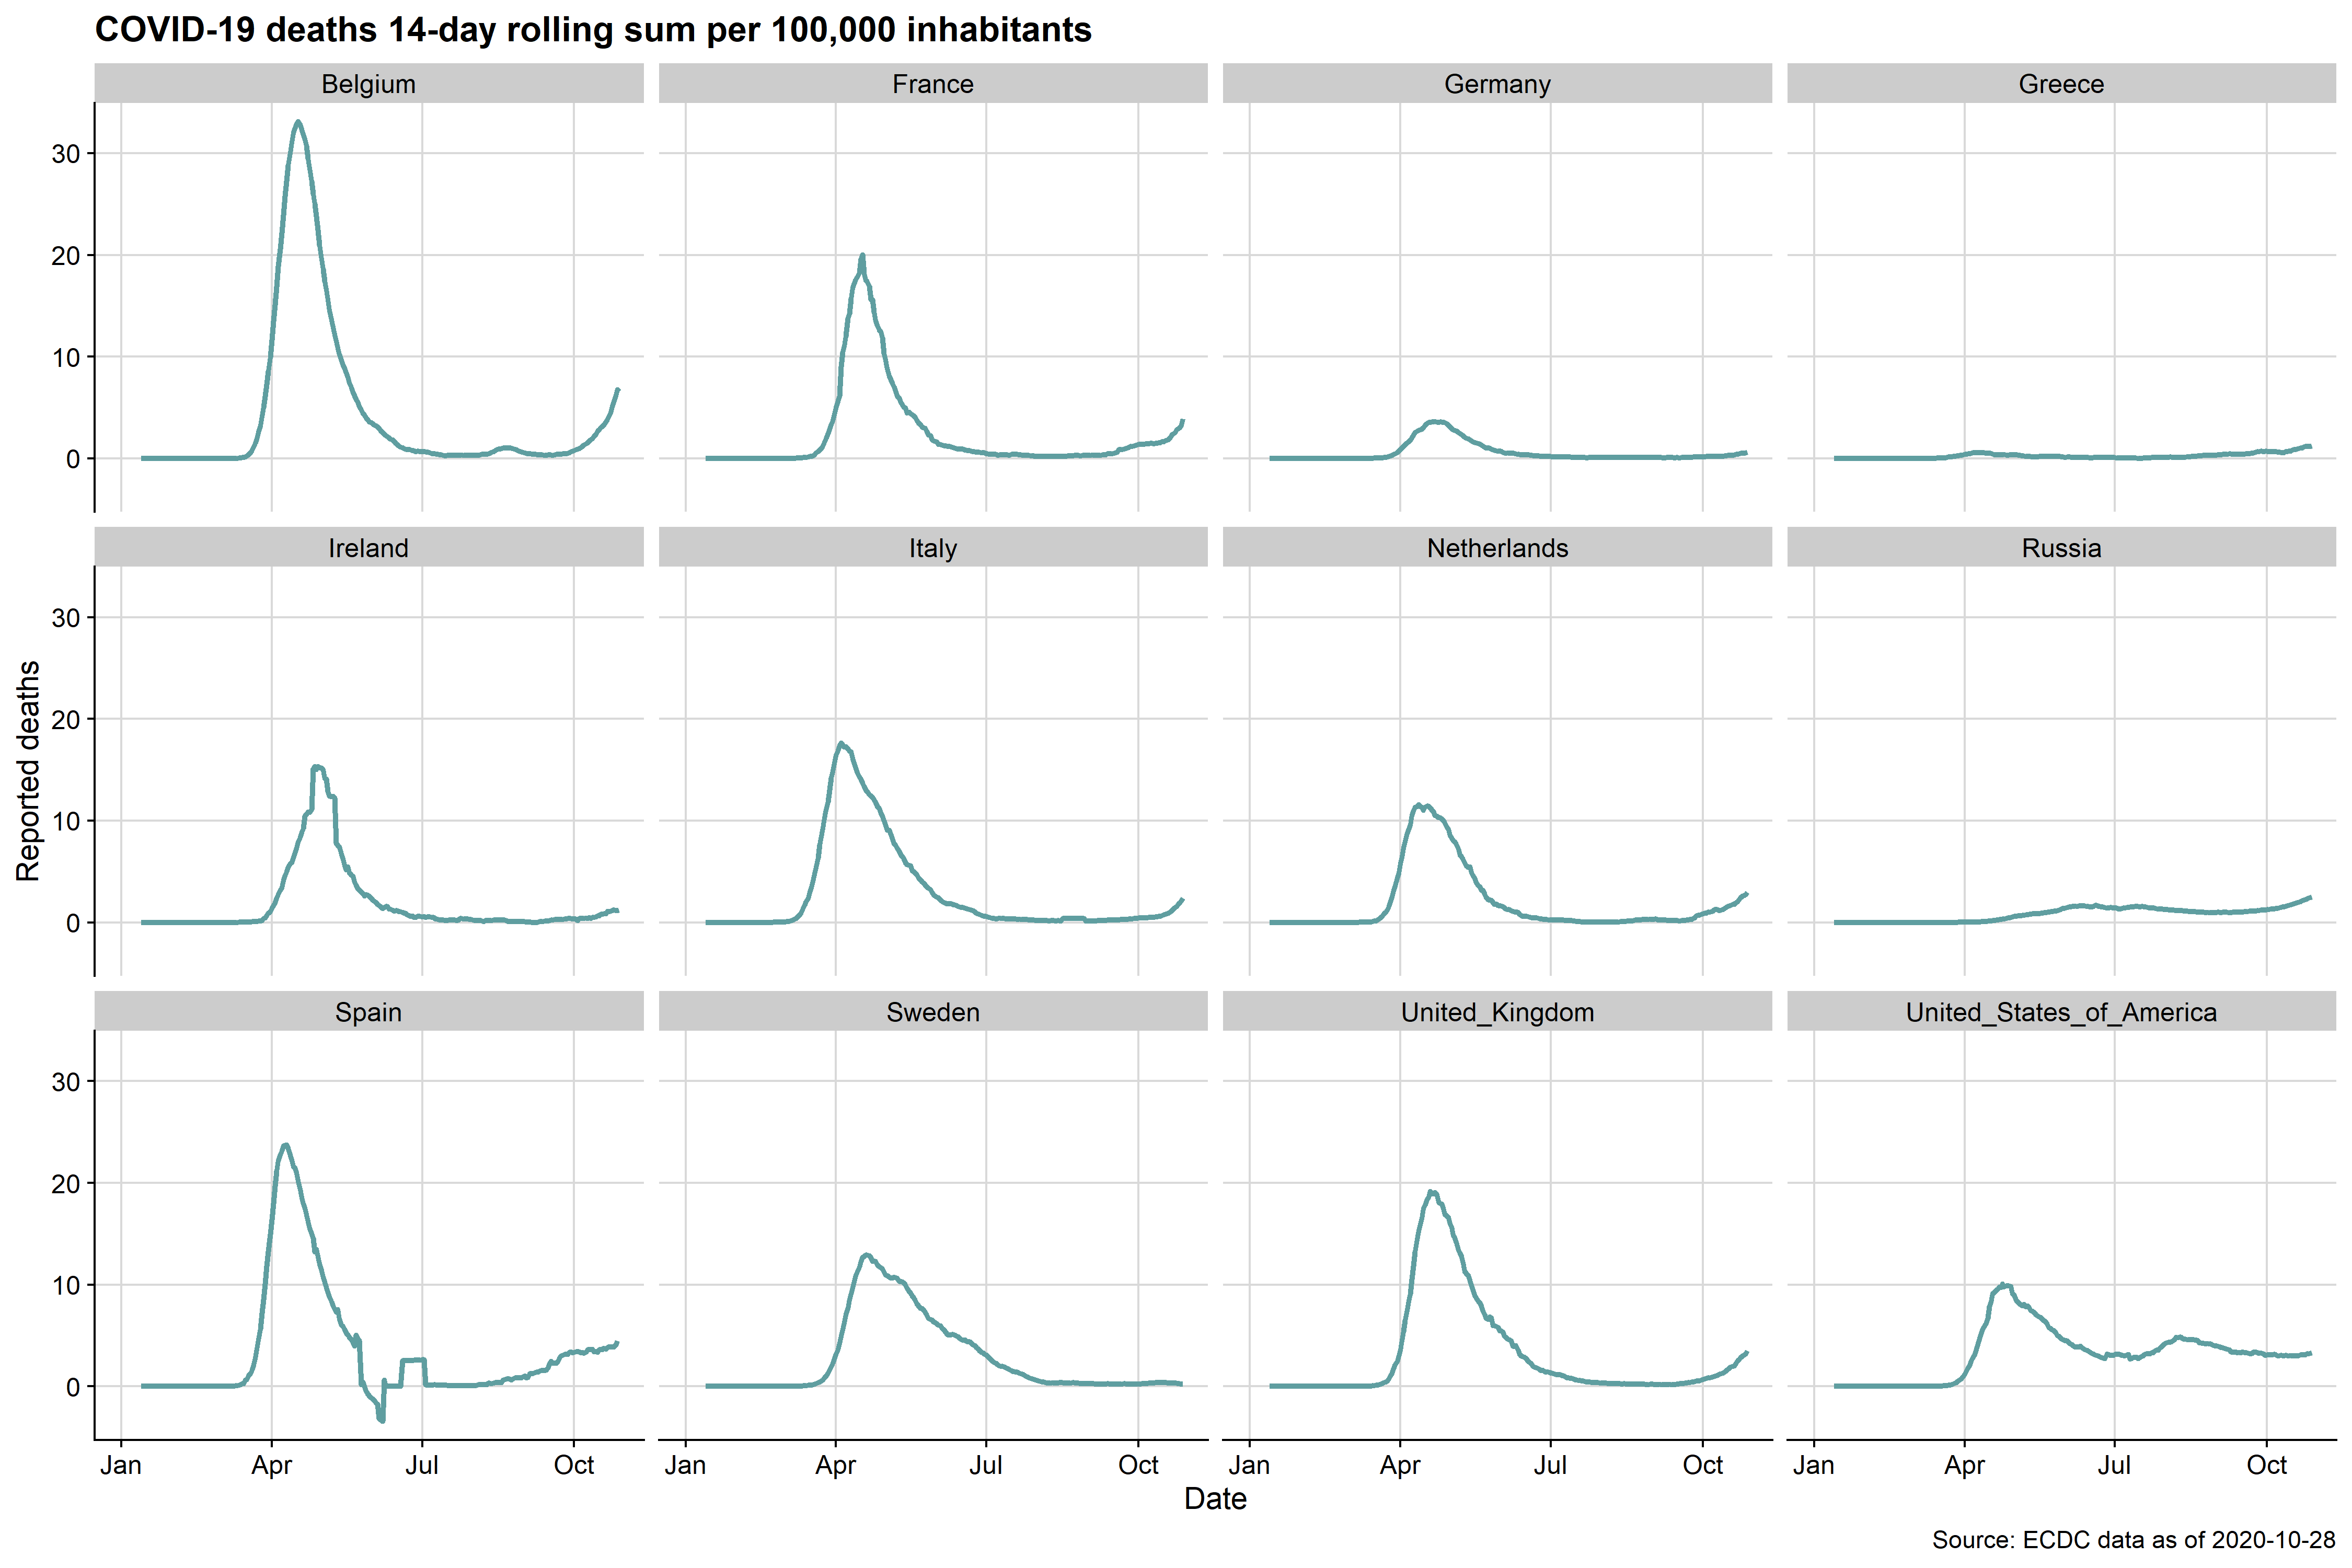 COVID-19 deaths 14-day rolling sum per 100,000 inhabitants
Belgium
France
Germany
Greece
30
20
10
0
Ireland
Italy
Netherlands
Russia
30
20
10
0
Reported deaths
Spain
Sweden
United_Kingdom
United_States_of_America
30
20
10
0
Jan Apr Jul Oct
Jan Apr Jul Oct
Jan Apr Jul Oct
Jan Apr Jul Oct
Date
Source: ECDC data as of 2020-10-28